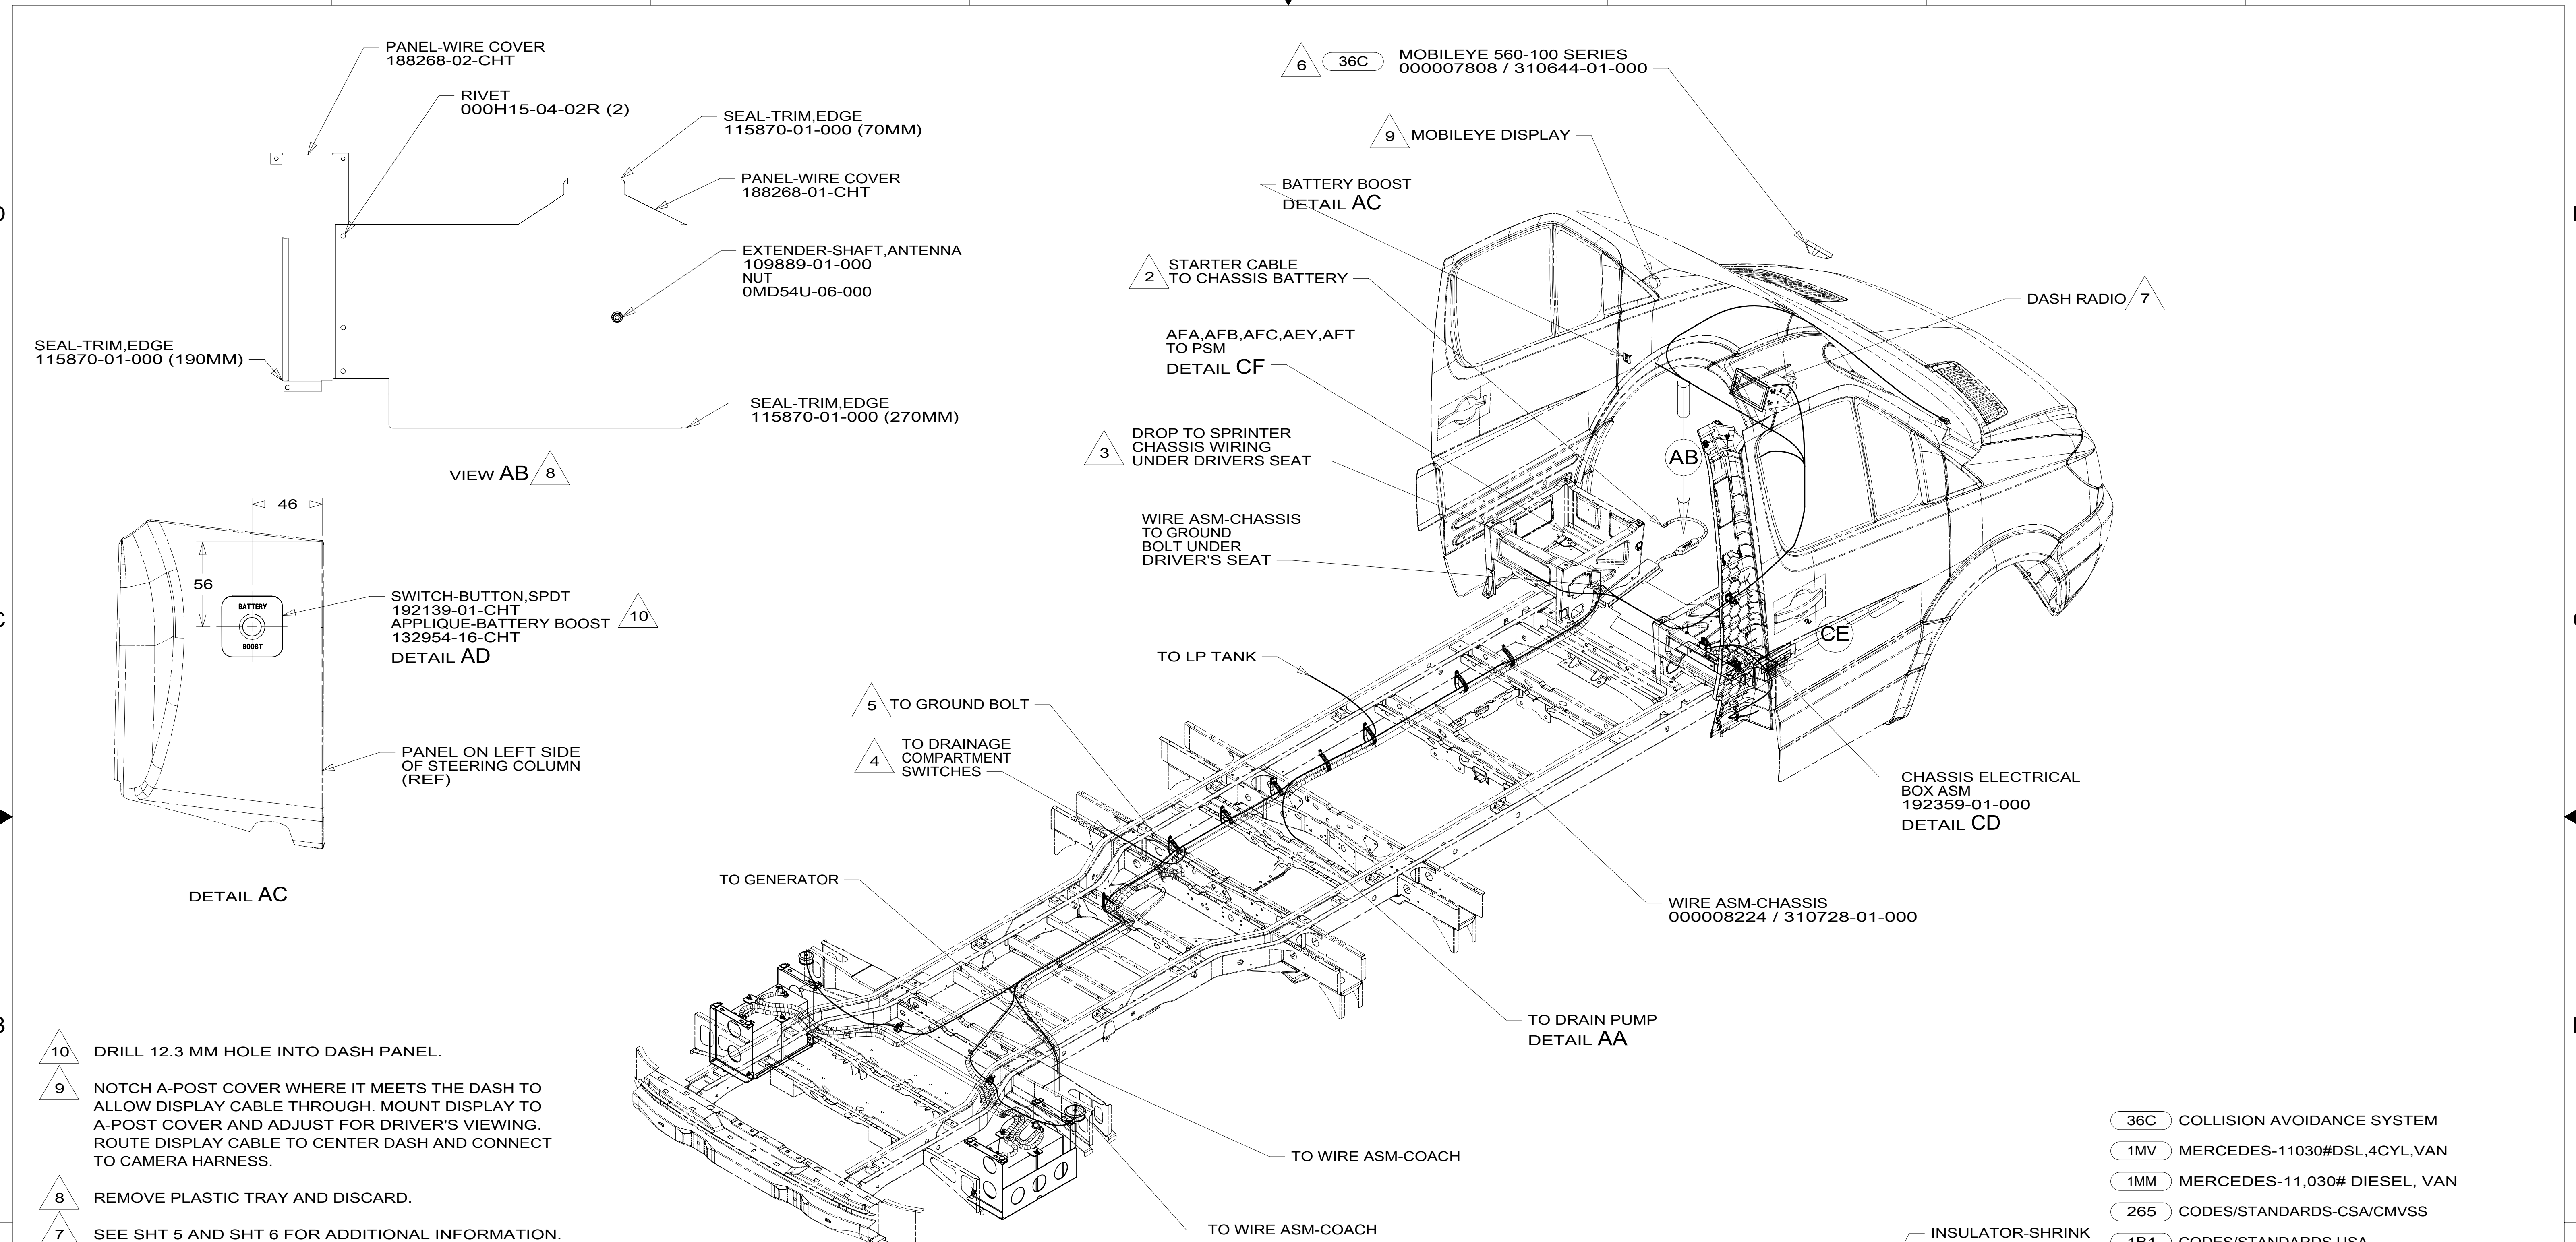 PANEL-WIRE COVER
188268-02-CHT
RIVET
000H15-04-02R (2)
SEAL-TRIM,EDGE
115870-01-000 (70MM)
PANEL-WIRE COVER
188268-01-CHT
EXTENDER-SHAFT,ANTENNA
109889-01-000
NUT
0MD54U-06-000
SEAL-TRIM,EDGE
115870-01-000 (190MM)
SEAL-TRIM,EDGE
115870-01-000 (270MM)
VIEW AB 8
46
56
BATTERY
BOOST
SWITCH-BUTTON,SPDT
192139-01-CHT
APPLIQUE-BATTERY BOOST 10
132954-16-CHT
DETAIL AD
PANEL ON LEFT SIDE
OF STEERING COLUMN
(REF)
DETAIL AC
6 36C MOBILEYE 560-100 SERIES
000007808 / 310644-01-000
9 MOBILEYE DISPLAY
BATTERY BOOST
DETAIL AC
2 STARTER CABLE
TO CHASSIS BATTERY
DASH RADIO 7
AFA,AFB,AFC,AEY,AFT
TO PSM
DETAIL CF
3 DROP TO SPRINTER
CHASSIS WIRING
UNDER DRIVERS SEAT
AB
WIRE ASM-CHASSIS
TO GROUND
BOLT UNDER
DRIVER'S SEAT
CE
TO LP TANK
5 TO GROUND BOLT
4 TO DRAINAGE
COMPARTMENT
SWITCHES
CHASSIS ELECTRICAL
BOX ASM
192359-01-000
DETAIL CD
TO GENERATOR
WIRE ASM-CHASSIS
000008224 / 310728-01-000
TO DRAIN PUMP
DETAIL AA
TO WIRE ASM-COACH
TO WIRE ASM-COACH
10 DRILL 12.3 MM HOLE INTO DASH PANEL.
9 NOTCH A-POST COVER WHERE IT MEETS THE DASH TO
ALLOW DISPLAY CABLE THROUGH. MOUNT DISPLAY TO
A-POST COVER AND ADJUST FOR DRIVER'S VIEWING.
ROUTE DISPLAY CABLE TO CENTER DASH AND CONNECT
TO CAMERA HARNESS.
8 REMOVE PLASTIC TRAY AND DISCARD.
7 SEE SHT 5 AND SHT 6 FOR ADDITIONAL INFORMATION.
36C COLLISION AVOIDANCE SYSTEM
1MV MERCEDES-11030#DSL,4CYL,VAN
1MM MERCEDES-11,030# DIESEL, VAN
265 CODES/STANDARDS-CSA/CMVSS
INSULATOR-SHRINK
1B1 CODES/STANDARDS-USA